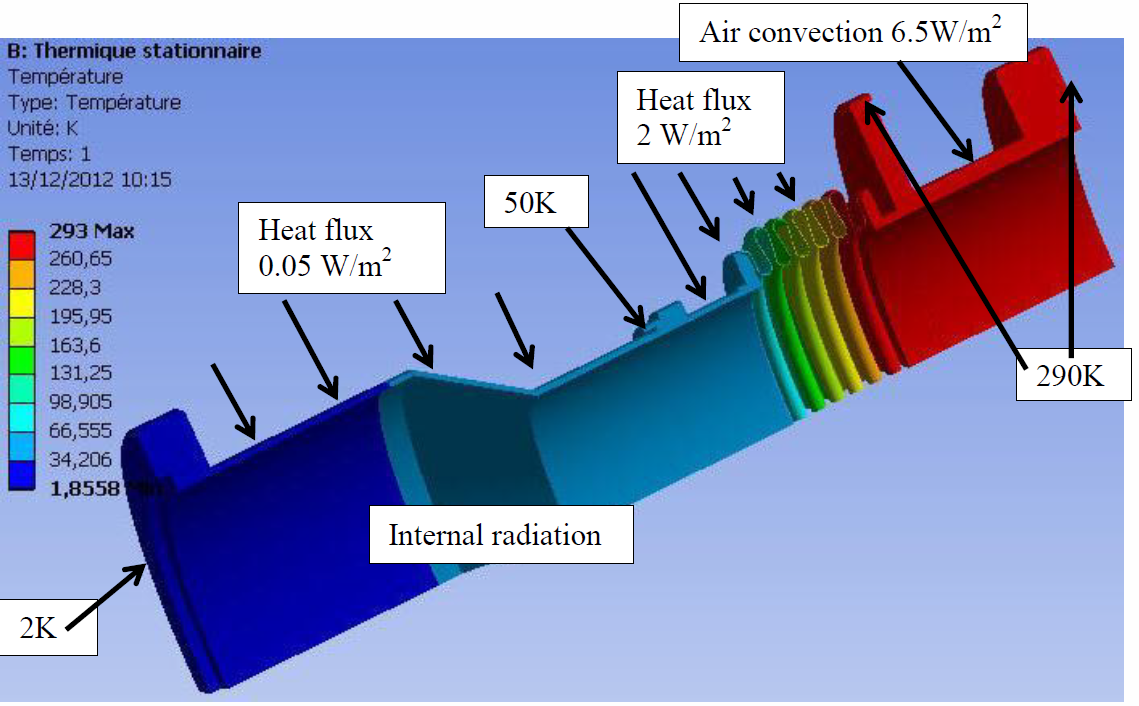 B: Thermique stationnaire
Température
Type: Température
Unité: K
Temps: 1
13/12/2012 10:15
293 Max
260,65
228,3
195,95
163,6
131,25
98,905
66,555
34,206
1,8558
Air convection 6.5W/m²
Heat flux
2 W/m²
50K
Heat flux
0.05 W/m²
290K
Internal radiation
2K